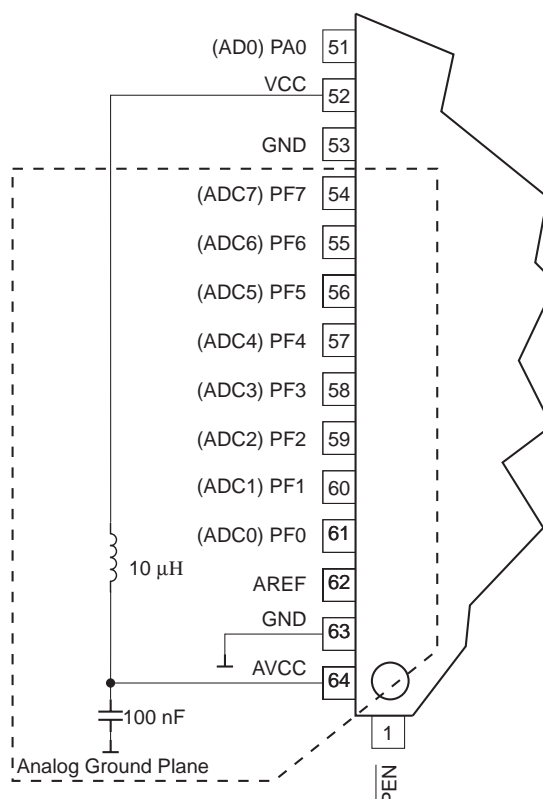 (AD0) PA0 51
VCC 52
GND 53
(ADC7) PF7 54
(ADC6) PF6 55
(ADC5) PF5 56
(ADC4) PF4 57
(ADC3) PF3 58
(ADC2) PF2 59
(ADC1) PF1 60
(ADC0) PF0 61
10 μH
AREF 62
GND 63
AVCC 64
100 nF
1
Analog Ground Plane
PEN